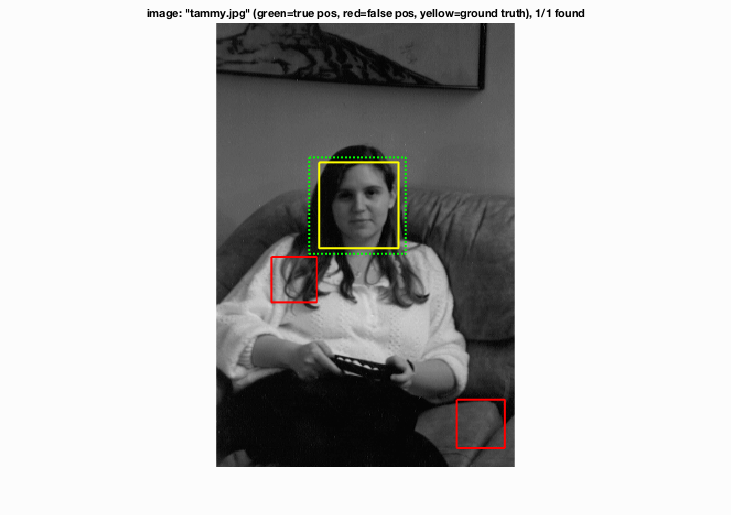 image: "tammy.jpg" (green=true pos, red=false pos, yellow=ground truth), 1/1 found